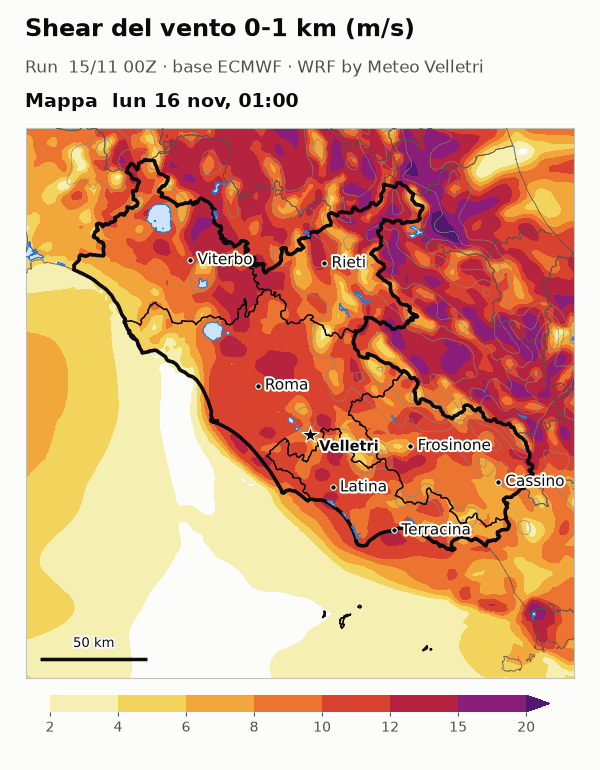 Shear del vento 0-1 km (m/s)
Run 15/11 00Z · base ECMWF · WRF by Meteo Velletri
Mappa lun 16 nov, 01:00
Viterbo
Rieti
Roma
Velletri
Frosinone
Latina
Cassino
Terracina
50 km
2 4 6 8 10 12 15 20